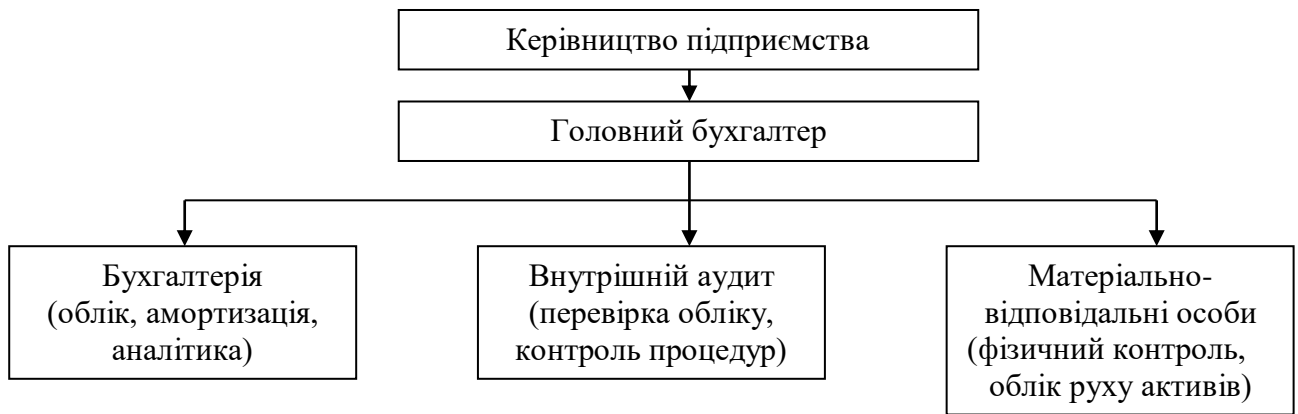 Керівництво підприємства
Головний бухгалтер
Бухгалтерія
(облік, амортизація,
аналітика)
Внутрішній аудит
(перевірка обліку,
контроль процедур)
Матеріально-
відповідальні особи
(фізичний контроль,
облік руху активів)